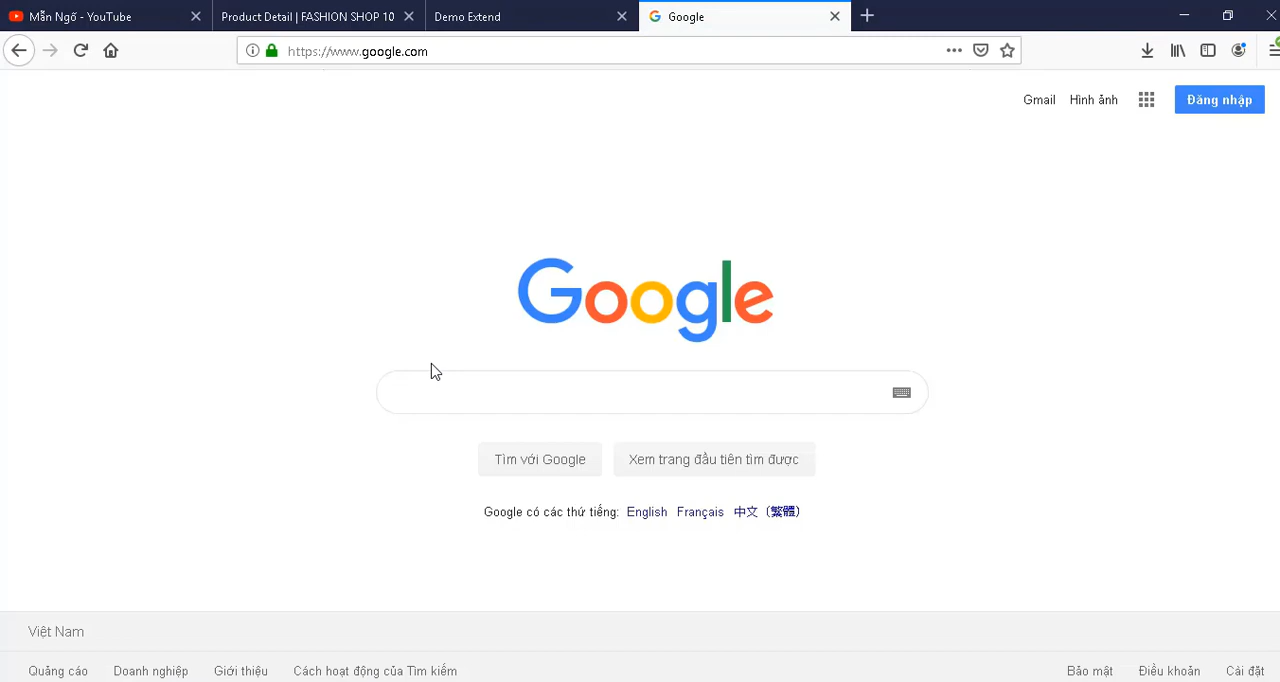 Mẫn Ngố - YouTube
Product Detail | FASHION SHOP 10
Demo Extend
Google
https://www.google.com
Gmail Hình ảnh Đăng nhập
Google
Tìm với Google Xem trang đầu tiên tìm được
Google có các thứ tiếng: English Français 中文（繁體）
Việt Nam
Quảng cáo Doanh nghiệp Giới thiệu Cách hoạt động của Tìm kiếm Bảo mật Điều khoản Cài đặt